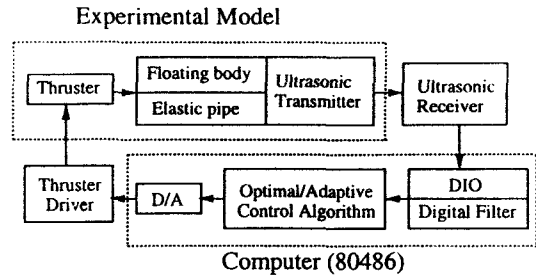 Experimental Model
Thruster
Floating body
Elastic pipe
Ultrasonic
Transmitter
Ultrasonic
Receiver
Thruster
Driver
D/A
Optimal/Adaptive
Control Algorithm
DIO
Digital Filter
Computer (80486)